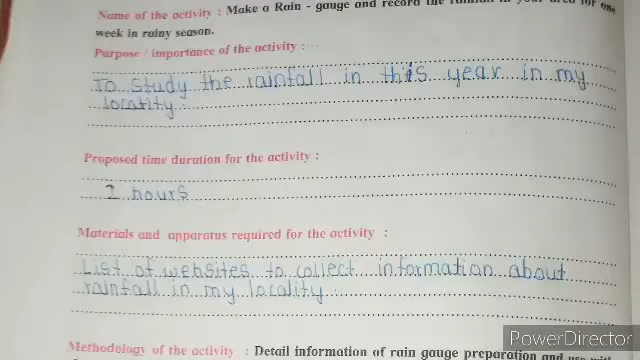 Name of the activity : Make a Rain - gauge and record the rainfall in your area for one
week in rainy season.
Purpose / importance of the activity :
To study the rainfall in this year in my
locality
Proposed time duration for the activity :
2 hours
Materials and apparatus required for the activity :
List of websites to collect information about
rainfall in my locality.
Methodology of the activity : Detail information of rain gauge preparation and use with
PowerDirector